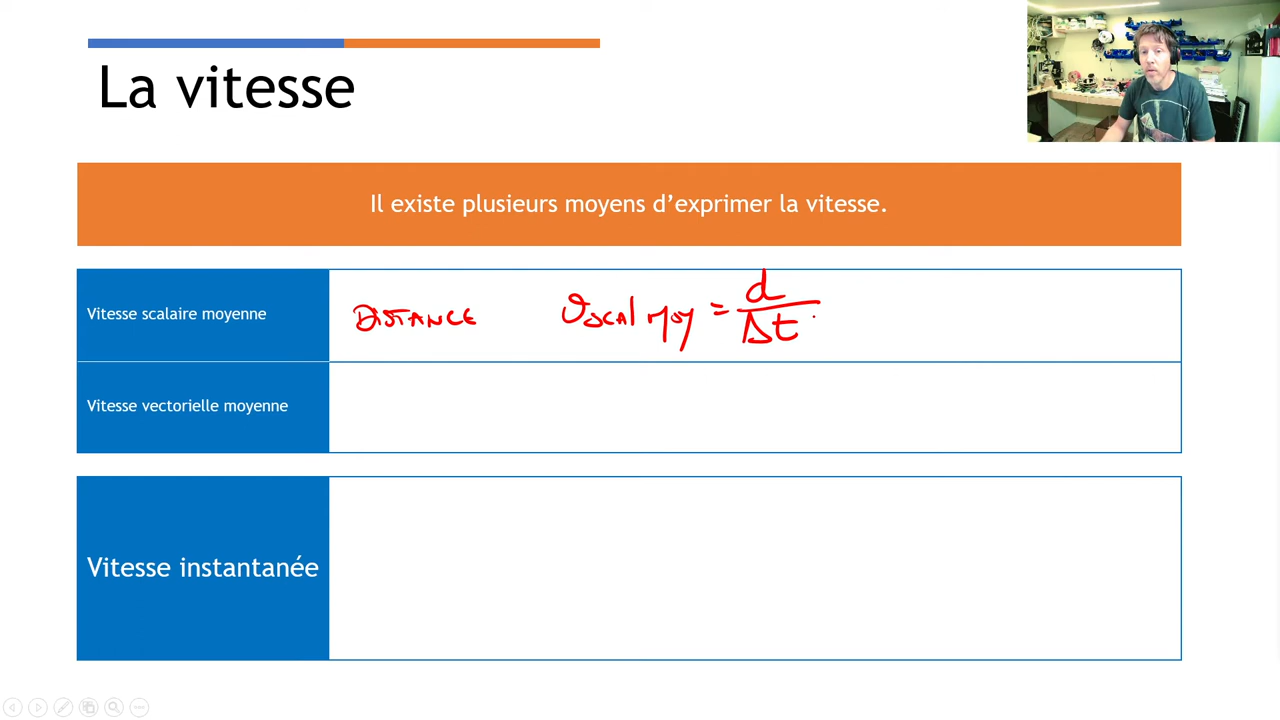 La vitesse
Il existe plusieurs moyens d'exprimer la vitesse.
Vitesse scalaire moyenne
DISTANCE
v scal moy = d / Δt
Vitesse vectorielle moyenne
Vitesse instantanée